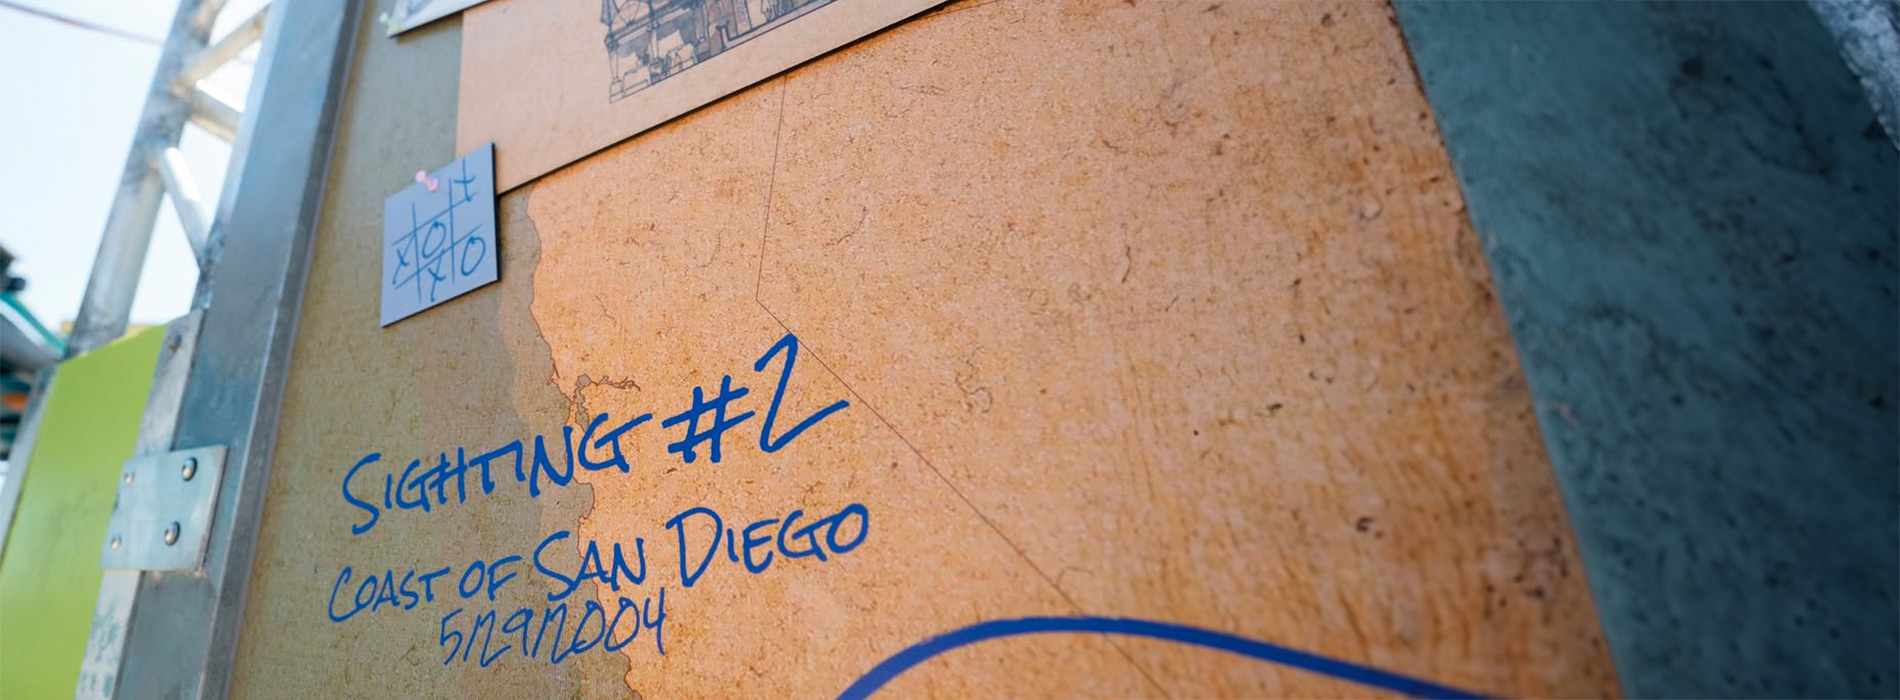 X
X O
X O
SIGHTING #2
COAST OF SAN DIEGO
5/29/2004